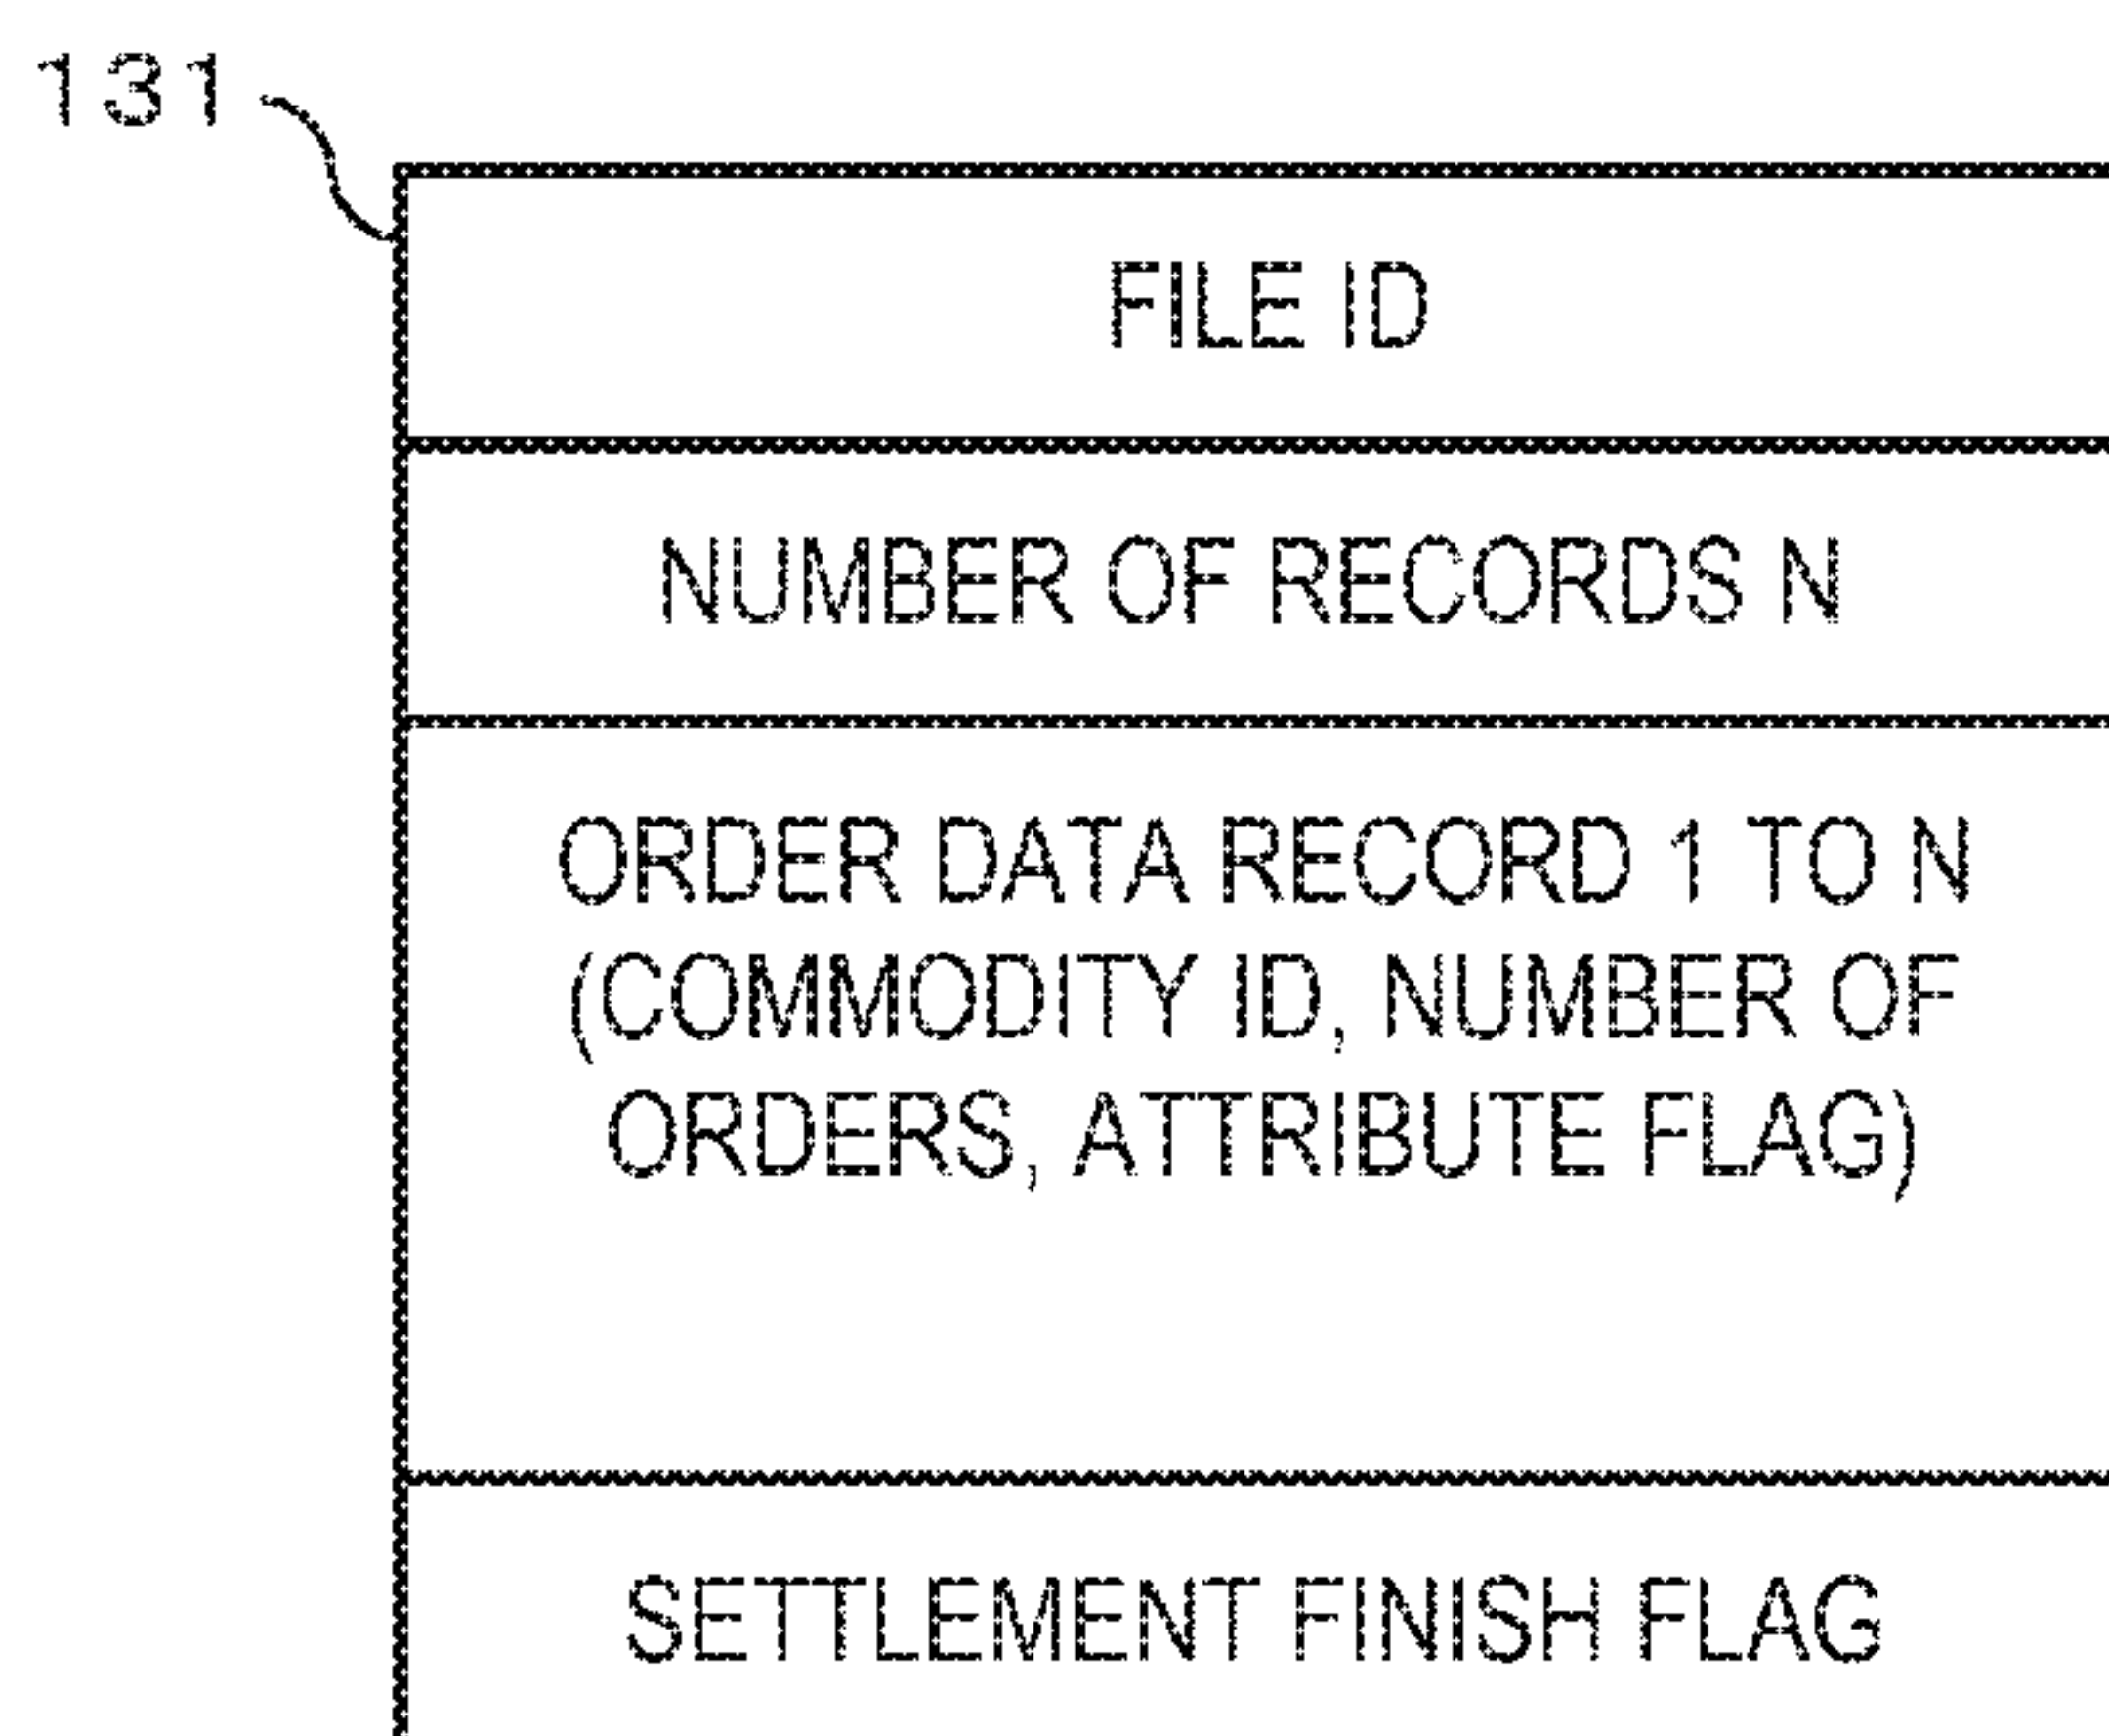 131
FILE ID
NUMBER OF RECORDS N
ORDER DATA RECORD 1 TO N
(COMMODITY ID, NUMBER OF
ORDERS, ATTRIBUTE FLAG)
SETTLEMENT FINISH FLAG